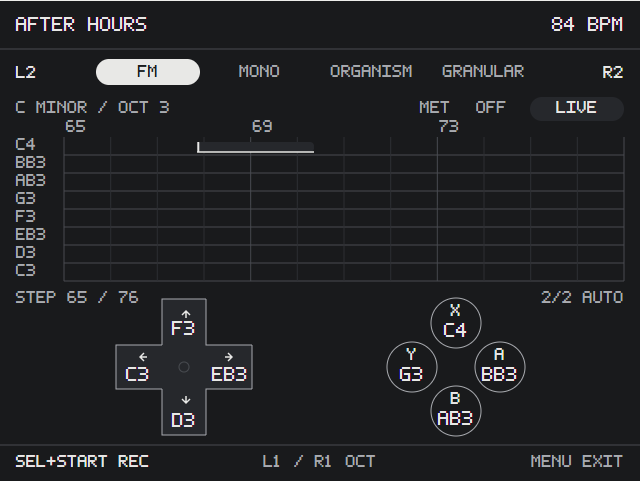 AFTER HOURS 84 BPM
L2 FM MONO ORGANISM GRANULAR R2
C MINOR / OCT 3 MET OFF LIVE
65 69 73
C4
BB3
AB3
G3
F3
EB3
D3
C3
STEP 65 / 76 2/2 AUTO
↑ X
F3 C4
← → Y A
C3 EB3 G3 BB3
↓ B
D3 AB3
SEL+START REC L1 / R1 OCT MENU EXIT